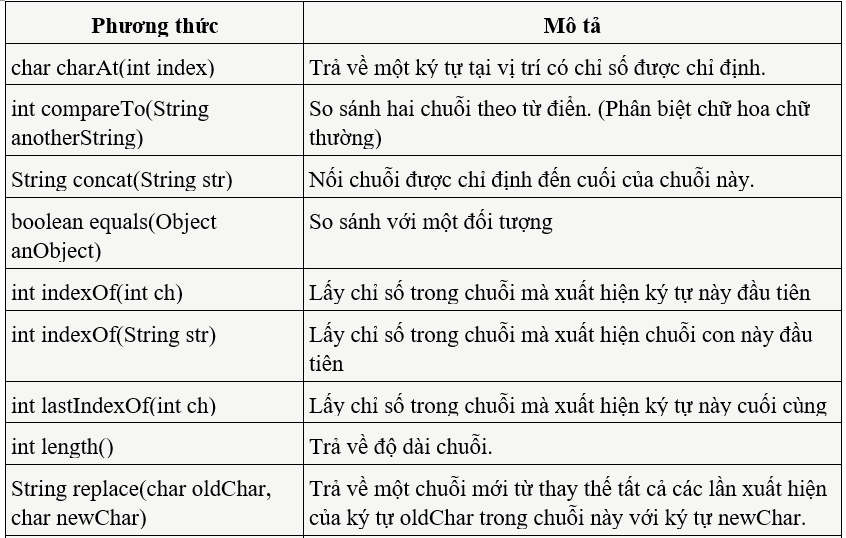 Phương thức
Mô tả
char charAt(int index)
Trả về một ký tự tại vị trí có chỉ số được chỉ định.
int compareTo(String
anotherString)
So sánh hai chuỗi theo từ điển. (Phân biệt chữ hoa chữ
thường)
String concat(String str)
Nối chuỗi được chỉ định đến cuối của chuỗi này.
boolean equals(Object
anObject)
So sánh với một đối tượng
int indexOf(int ch)
Lấy chỉ số trong chuỗi mà xuất hiện ký tự này đầu tiên
int indexOf(String str)
Lấy chỉ số trong chuỗi mà xuất hiện chuỗi con này đầu
tiên
int lastIndexOf(int ch)
Lấy chỉ số trong chuỗi mà xuất hiện ký tự này cuối cùng
int length()
Trả về độ dài chuỗi.
String replace(char oldChar,
char newChar)
Trả về một chuỗi mới từ thay thế tất cả các lần xuất hiện
của ký tự oldChar trong chuỗi này với ký tự newChar.